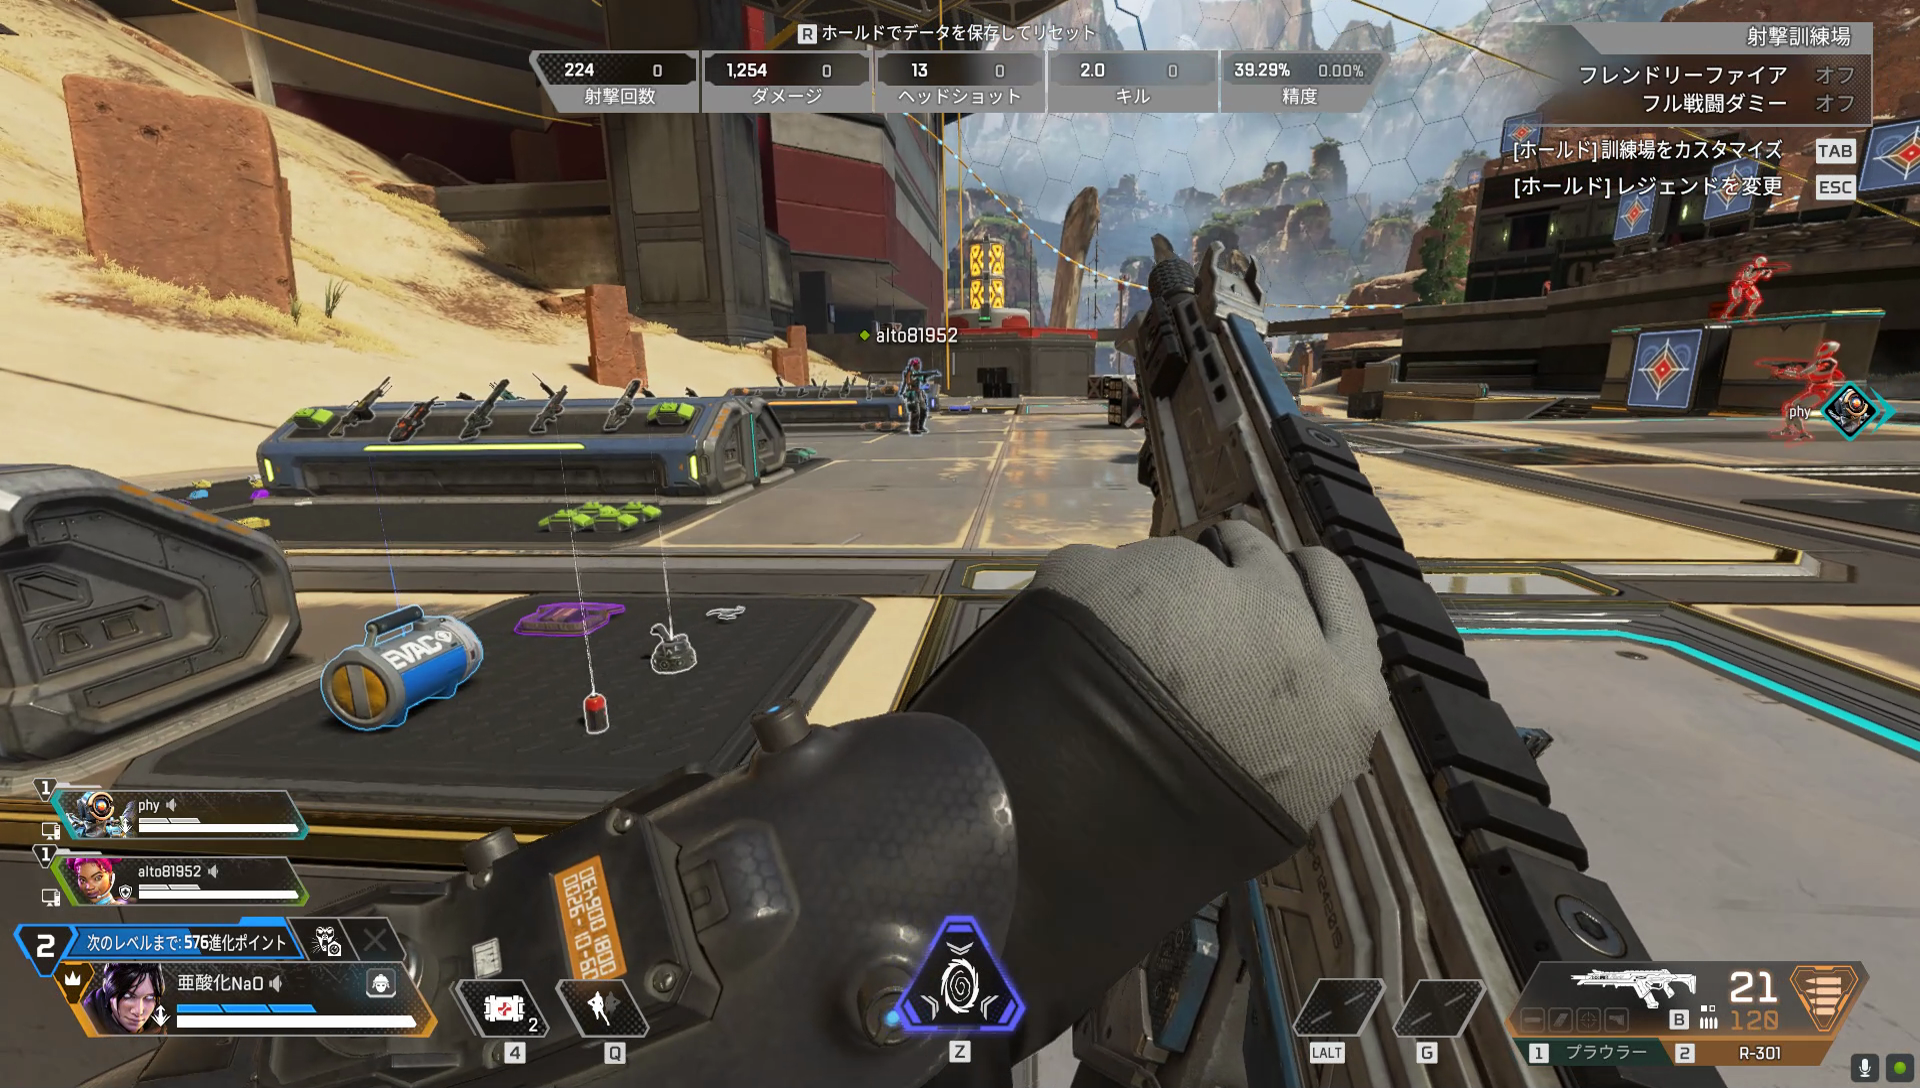 R ホールドでデータを保存してリセット
224 0 1,254 0 13 0 2.0 0 39.29% 0.00%
射撃回数 ダメージ ヘッドショット キル 精度
射撃訓練場
フレンドリーファイア オフ
フル戦闘ダミー オフ
[ホールド]訓練場をカスタマイズ TAB
[ホールド]レジェンドを変更 ESC
alto81952
phy
EVAC
1
phy
1
alto81952
2 次のレベルまで:576進化ポイント
亜酸化NaO
2
4 Q Z LALT G
21
B 120
1 プラウラー 2 R-301